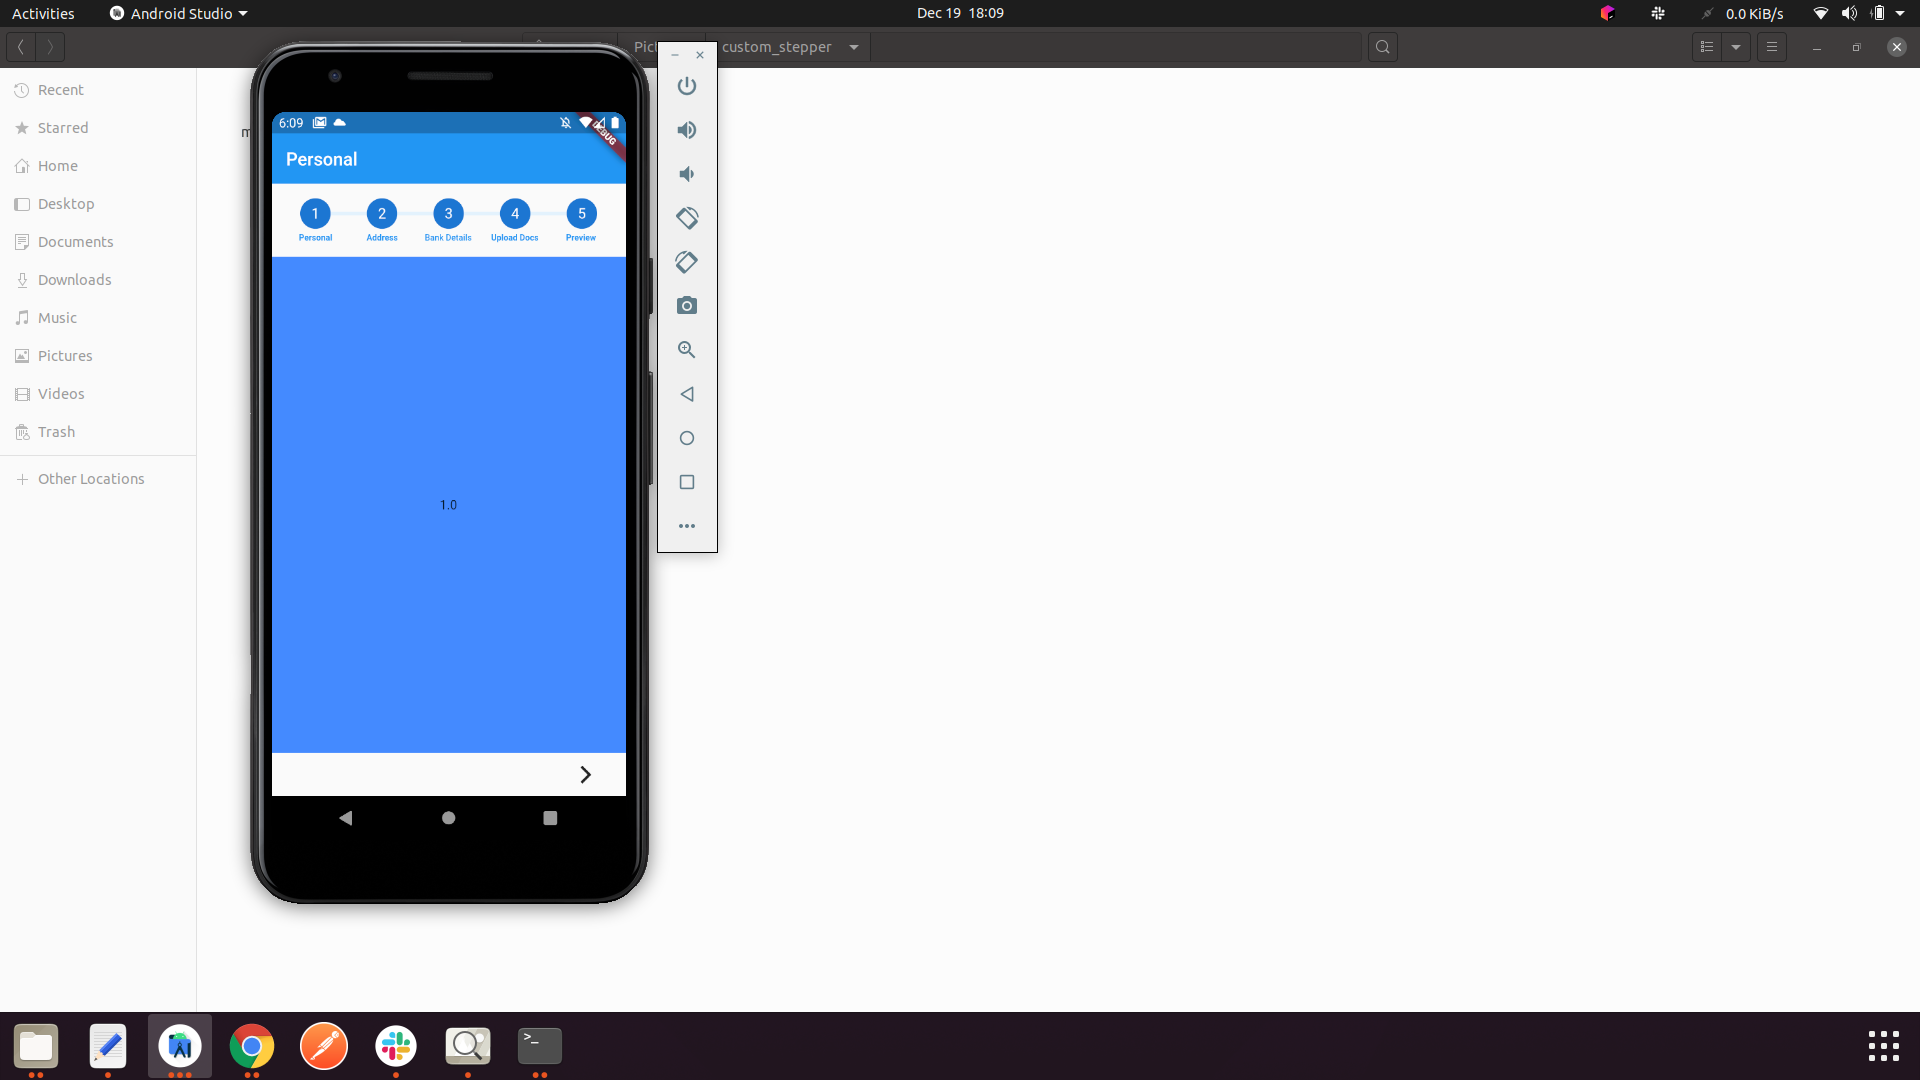 Activities
Android Studio
Dec 19 18:09
0.0 KiB/s
custom_stepper
Recent
Starred
Home
Desktop
Documents
Downloads
Music
Pictures
Videos
Trash
Other Locations
6:09
DEBUG
Personal
1 2 3 4 5
Personal Address Bank Details Upload Docs Preview
1.0
>_